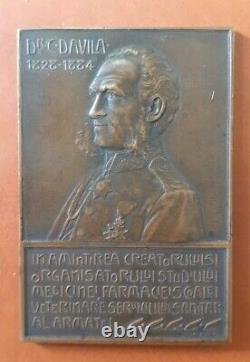 DR C. DAVILA
1828-1884
IN AMINTIREA CREATORULUI SI
ORGANISATORULUI STUDIULUI
MEDICINEI, FARMACIEI SCOALEI
VETERINARE SERVICIULUI SANITAR
AL ARMATEI